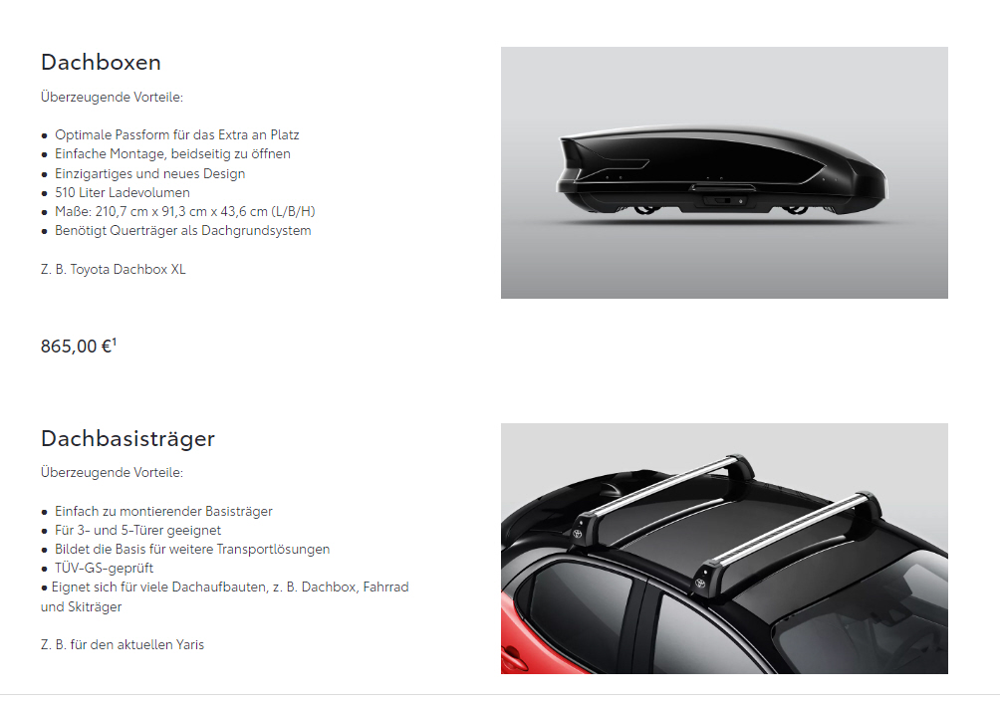 Dachboxen
Überzeugende Vorteile:
● Optimale Passform für das Extra an Platz
● Einfache Montage, beidseitig zu öffnen
● Einzigartiges und neues Design
● 510 Liter Ladevolumen
● Maße: 210,7 cm x 91,3 cm x 43,6 cm (L/B/H)
● Benötigt Querträger als Dachgrundsystem
Z. B. Toyota Dachbox XL
865,00 €¹
Dachbasisträger
Überzeugende Vorteile:
● Einfach zu montierender Basisträger
● Für 3- und 5-Türer geeignet
● Bildet die Basis für weitere Transportlösungen
● TÜV-GS-geprüft
● Eignet sich für viele Dachaufbauten, z. B. Dachbox, Fahrrad
und Skiträger
Z. B. für den aktuellen Yaris